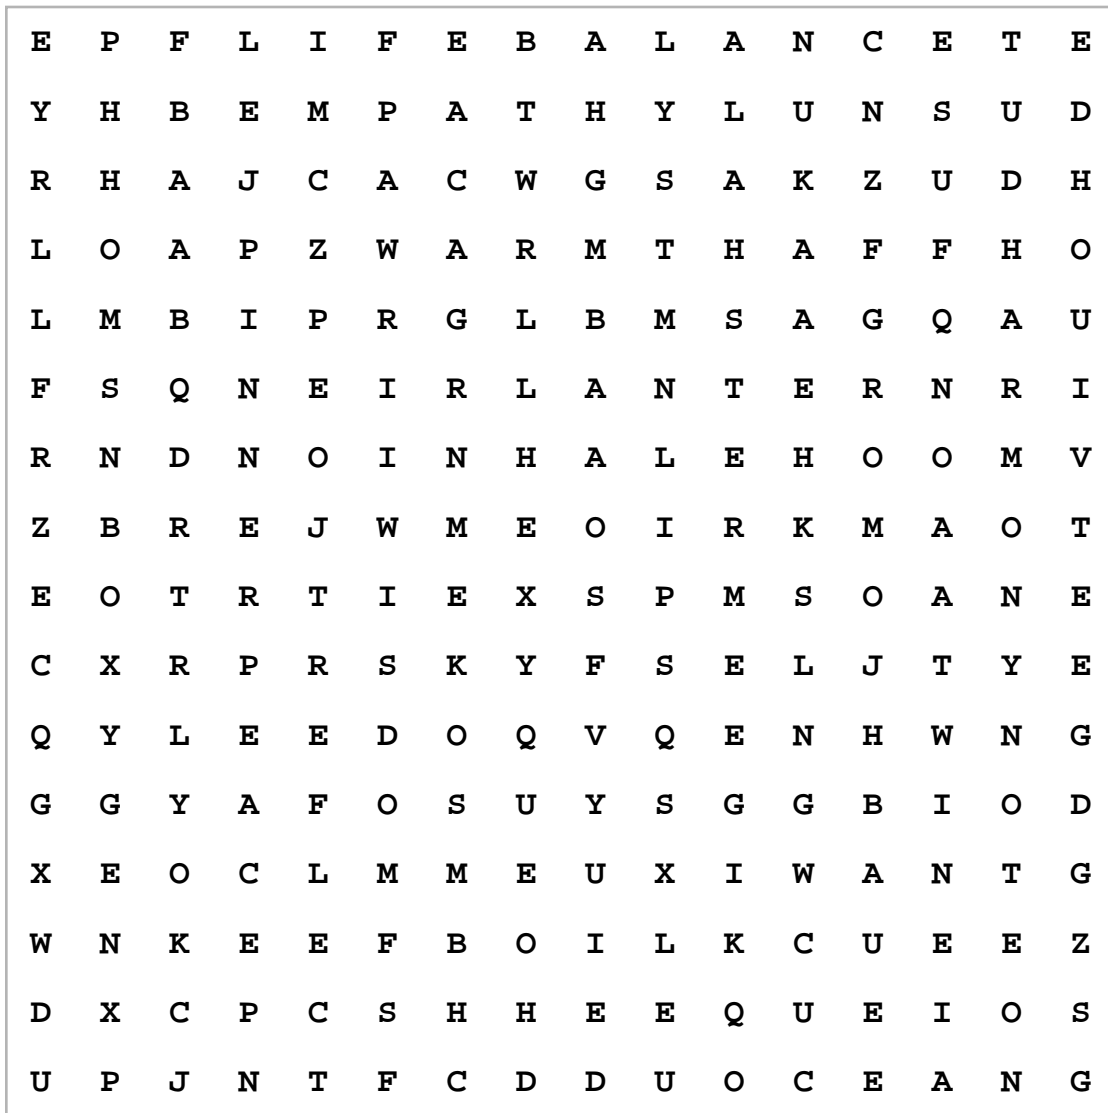 E P F L I F E B A L A N C E T E
Y H B E M P A T H Y L U N S U D
R H A J C A C W G S A K Z U D H
L O A P Z W A R M T H A F F H O
L M B I P R G L B M S A G Q A U
F S Q N E I R L A N T E R N R I
R N D N O I N H A L E H O O M V
Z B R E J W M E O I R K M A O T
E O T R T I E X S P M S O A N E
C X R P R S K Y F S E L J T Y E
Q Y L E E D O Q V Q E N H W N G
G G Y A F O S U Y S G G B I O D
X E O C L M M E U X I W A N T G
W N K E E F B O I L K C U E E Z
D X C P C S H H E E Q U E I O S
U P J N T F C D D U O C E A N G